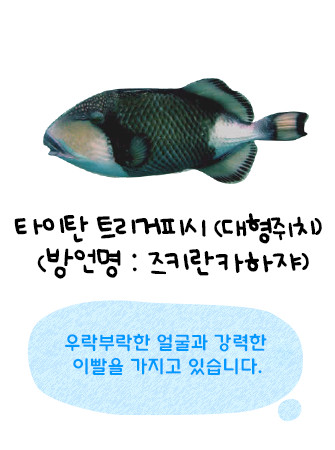 타이탄 트리거피시 (대형쥐치)
(방언명 : 즈키란카하쟈)
우락부락한 얼굴과 강력한
이빨을 가지고 있습니다.